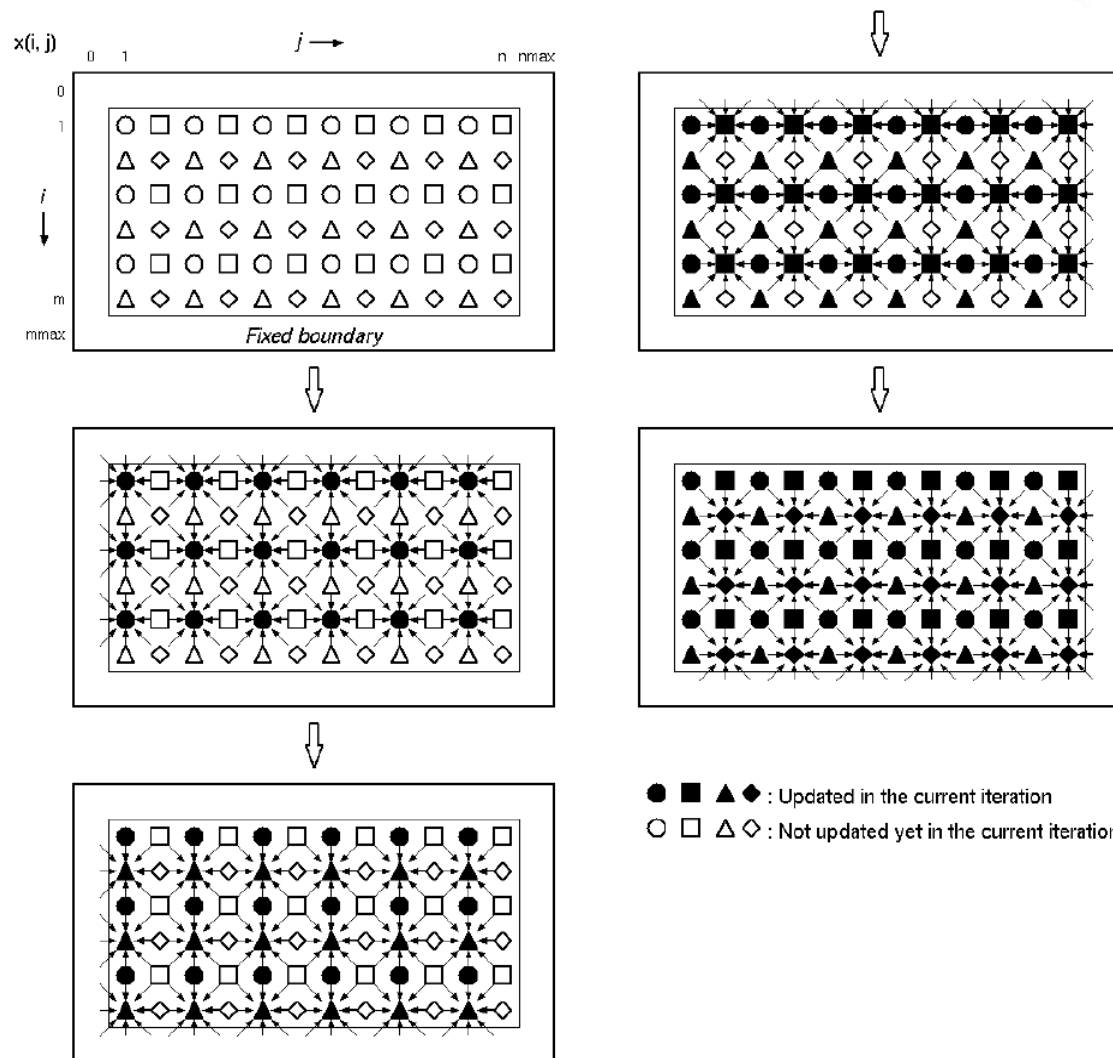 x(i, j)
j
0 1 n nmax
0
1
i
m
mmax
Fixed boundary
: Updated in the current iteration
: Not updated yet in the current iteration